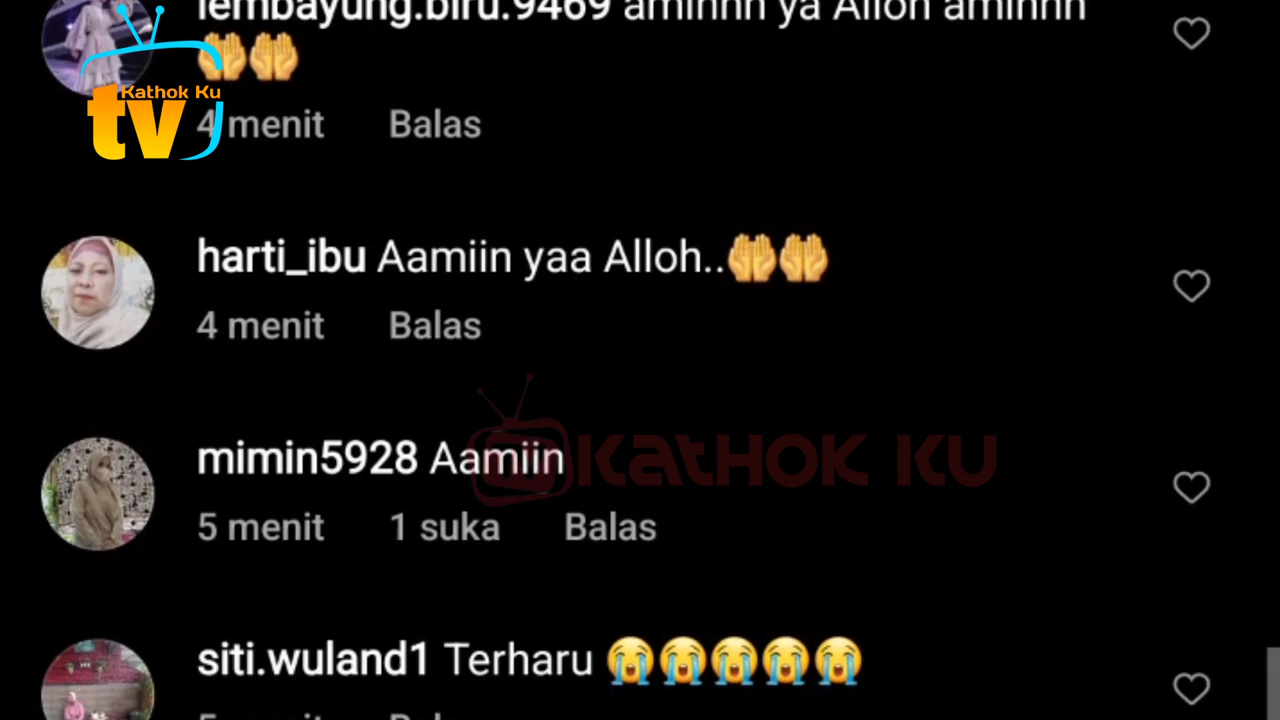 lembayung.biru.9469 aminnn ya Alloh aminnn
🤲🤲
Kathok Ku
tv
4 menit Balas
harti_ibu Aamiin yaa Alloh..🤲🤲
4 menit Balas
mimin5928 Aamiin
KATHOK KU
5 menit 1 suka Balas
siti.wuland1 Terharu 😭😭😭😭😭